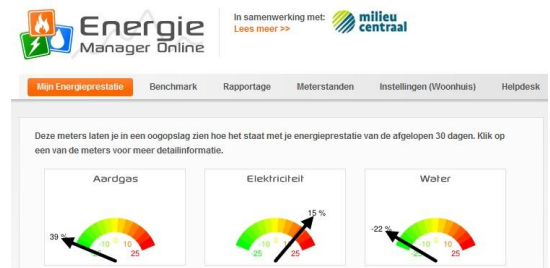 Energie
Manager Online
In samenwerking met:
Lees meer >>
milieu
centraal
Mijn Energieprestatie Benchmark Rapportage Meterstanden Instellingen (Woonhuis) Helpdesk
Deze meters laten je in een oogopslag zien hoe het staat met je energieprestatie van de afgelopen 30 dagen. Klik op
een van de meters voor meer detailinformatie.
Aardgas Elektriciteit Water
39 % -10 0 10 25
15 % -25 -10 0 10 25
-22 % -10 0 10 25